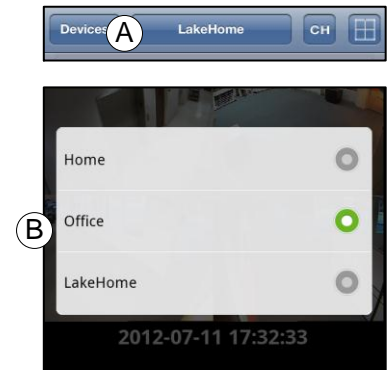 Devices A LakeHome CH
Home
B Office
LakeHome
2012-07-11 17:32:33